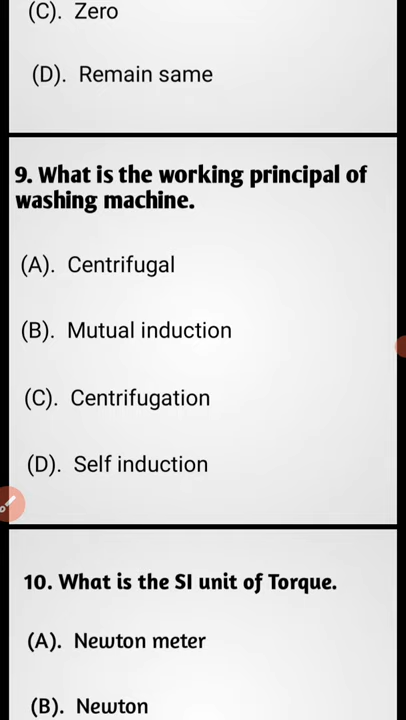 (C). Zero
(D). Remain same
9. What is the working principal of
washing machine.
(A). Centrifugal
(B). Mutual induction
(C). Centrifugation
(D). Self induction
10. What is the SI unit of Torque.
(A). Newton meter
(B). Newton